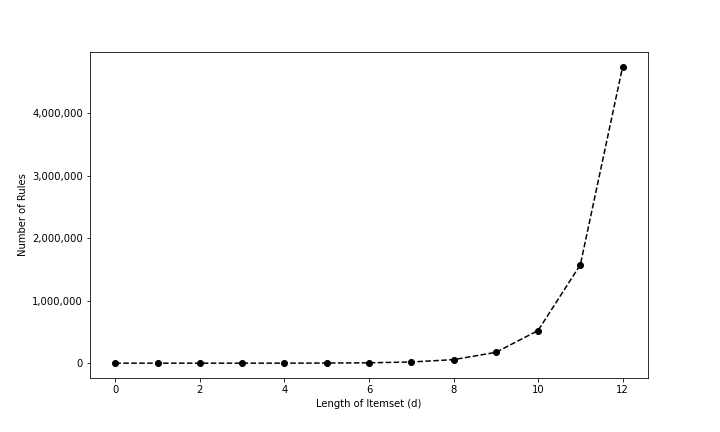 4,000,000
3,000,000
2,000,000
1,000,000
0
Number of Rules
0 2 4 6 8 10 12
Length of Itemset (d)